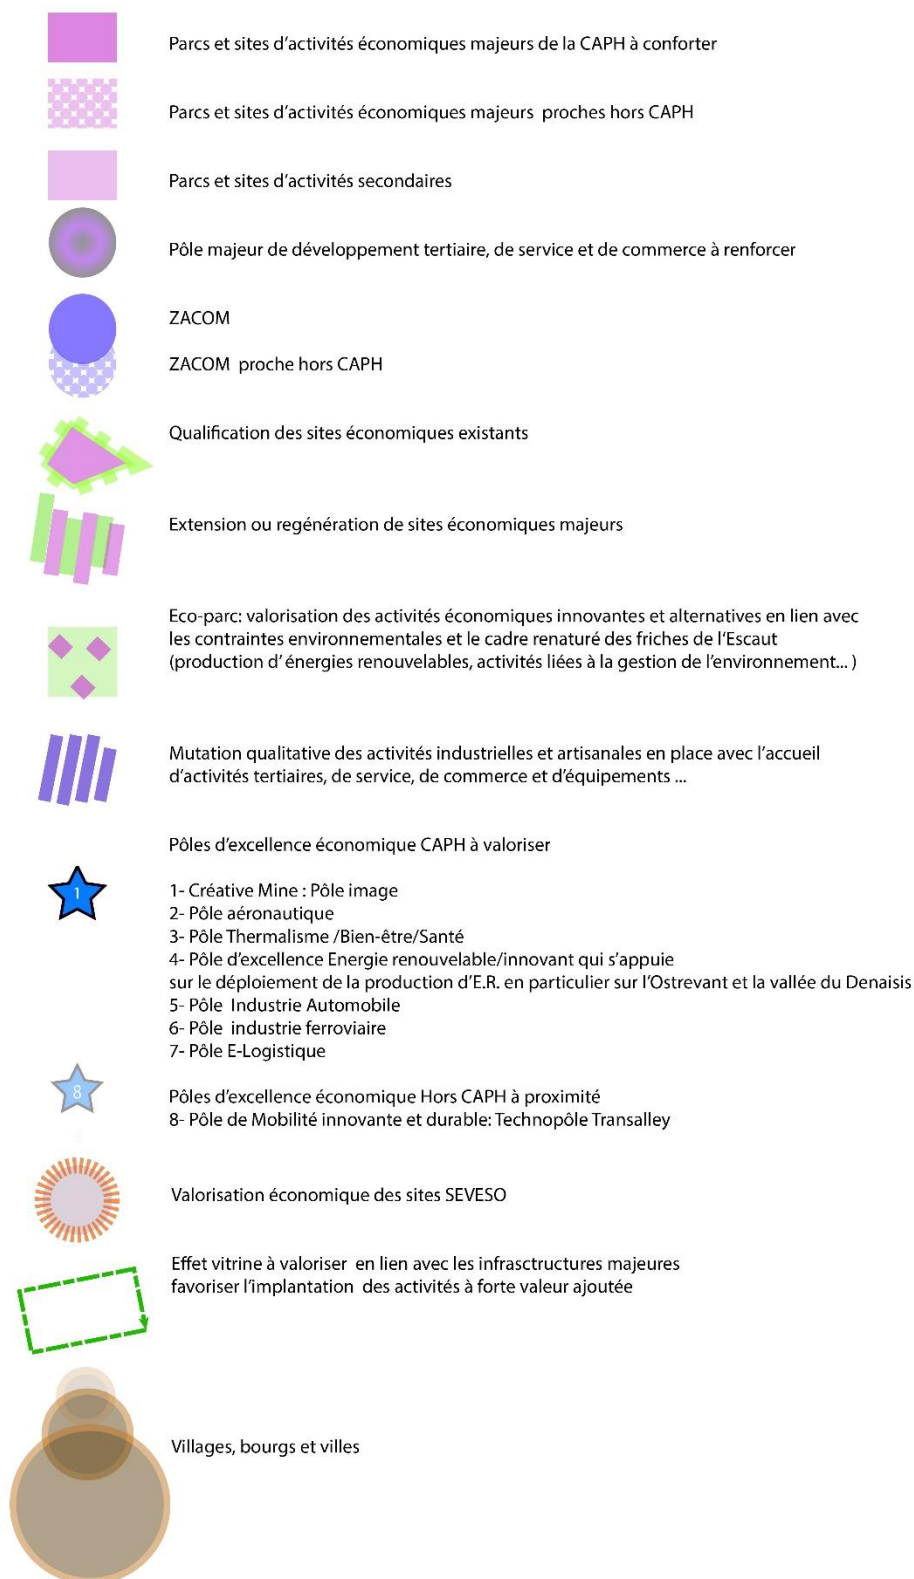 Parcs et sites d'activités économiques majeurs de la CAPH à conforter
Parcs et sites d'activités économiques majeurs proches hors CAPH
Parcs et sites d'activités secondaires
Pôle majeur de développement tertiaire, de service et de commerce à renforcer
ZACOM
ZACOM proche hors CAPH
Qualification des sites économiques existants
Extension ou regénération de sites économiques majeurs
Eco-parc: valorisation des activités économiques innovantes et alternatives en lien avec
les contraintes environnementales et le cadre renaturé des friches de l'Escaut
(production d'énergies renouvelables, activités liées à la gestion de l'environnement... )
Mutation qualitative des activités industrielles et artisanales en place avec l'accueil
d'activités tertiaires, de service, de commerce et d'équipements ...
Pôles d'excellence économique CAPH à valoriser
1
1- Créative Mine : Pôle image
2- Pôle aéronautique
3- Pôle Thermalisme /Bien-être/Santé
4- Pôle d'excellence Energie renouvelable/innovant qui s'appuie
sur le déploiement de la production d'E.R. en particulier sur l'Ostrevant et la vallée du Denaisis
5- Pôle Industrie Automobile
6- Pôle industrie ferroviaire
7- Pôle E-Logistique
8
Pôles d'excellence économique Hors CAPH à proximité
8- Pôle de Mobilité innovante et durable: Technopôle Transalley
Valorisation économique des sites SEVESO
Effet vitrine à valoriser en lien avec les infrasctructures majeures
favoriser l'implantation des activités à forte valeur ajoutée
Villages, bourgs et villes